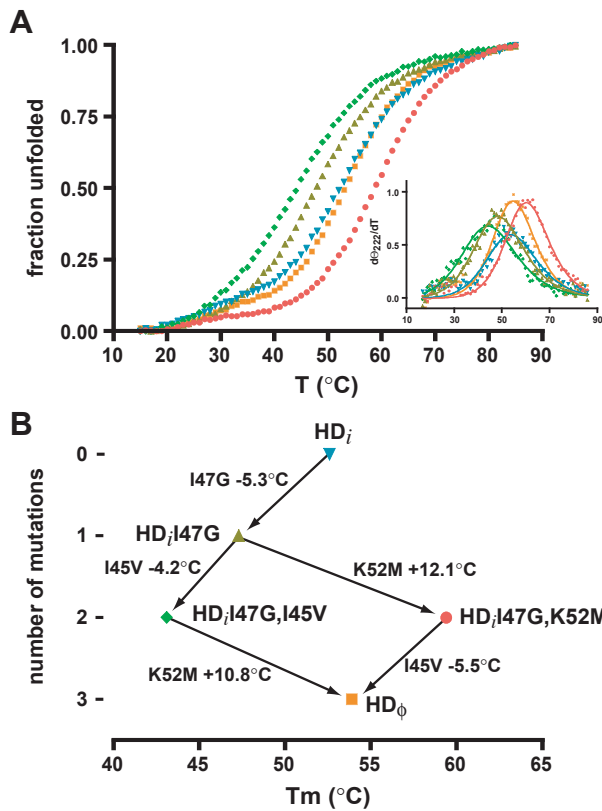 A
1.00
0.75
0.50
0.25
0.00
fraction unfolded
10 20 30 40 50 60 70 80 90
T (°C)
1.0
0.5
0.0
dΘ222/dT
10 30 50 70 90
B
HDi
0
I47G -5.3°C
HDiI47G
1
I45V -4.2°C
K52M +12.1°C
2
HDiI47G,I45V
HDiI47G,K52M
K52M +10.8°C
I45V -5.5°C
3
HDϕ
number of mutations
40 45 50 55 60 65
Tm (°C)